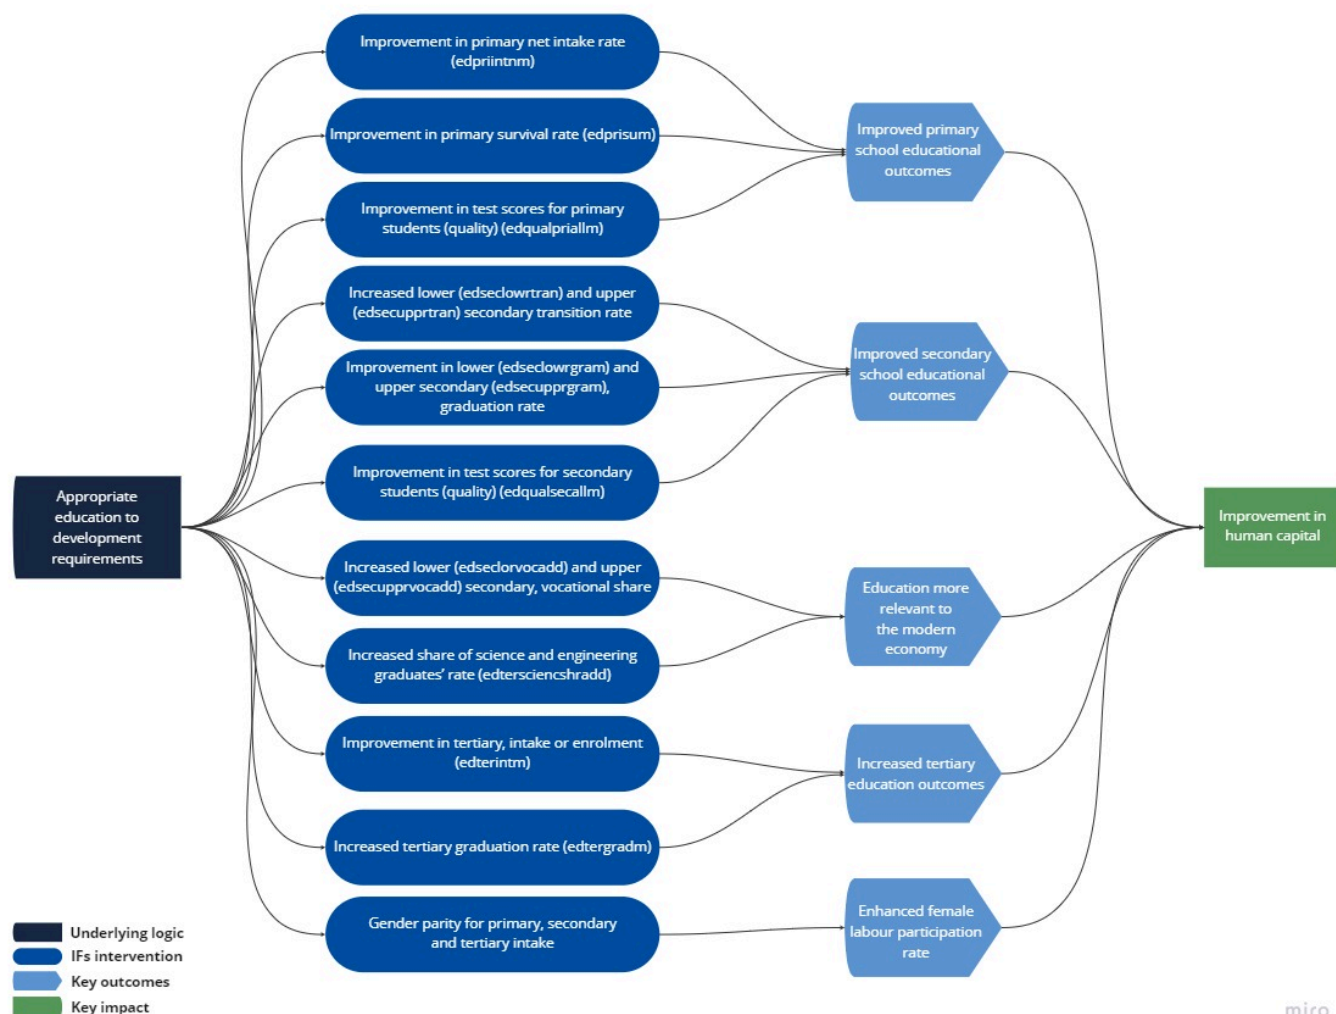 Improvement in primary net intake rate
(edpriintnm)
Improvement in primary survival rate (edprisum)
Improvement in test scores for primary
students (quality) (edqualpriallm)
Increased lower (edseclowrtran) and upper
(edsecupprtran) secondary transition rate
Improvement in lower (edseclowrgram) and
upper secondary (edsecupprgram),
graduation rate
Improvement in test scores for secondary
students (quality) (edqualsecallm)
Increased lower (edseclorvocadd) and upper
(edsecupprvocadd) secondary, vocational share
Increased share of science and engineering
graduates’ rate (edtersciencshradd)
Improvement in tertiary, intake or enrolment
(edterintm)
Increased tertiary graduation rate (edtergradm)
Gender parity for primary, secondary
and tertiary intake
Appropriate
education to
development
requirements
Improved primary
school educational
outcomes
Improved secondary
school educational
outcomes
Education more
relevant to
the modern
economy
Increased tertiary
education outcomes
Enhanced female
labour participation
rate
Improvement in
human capital
Underlying logic
IFs intervention
Key outcomes
Key impact
miro